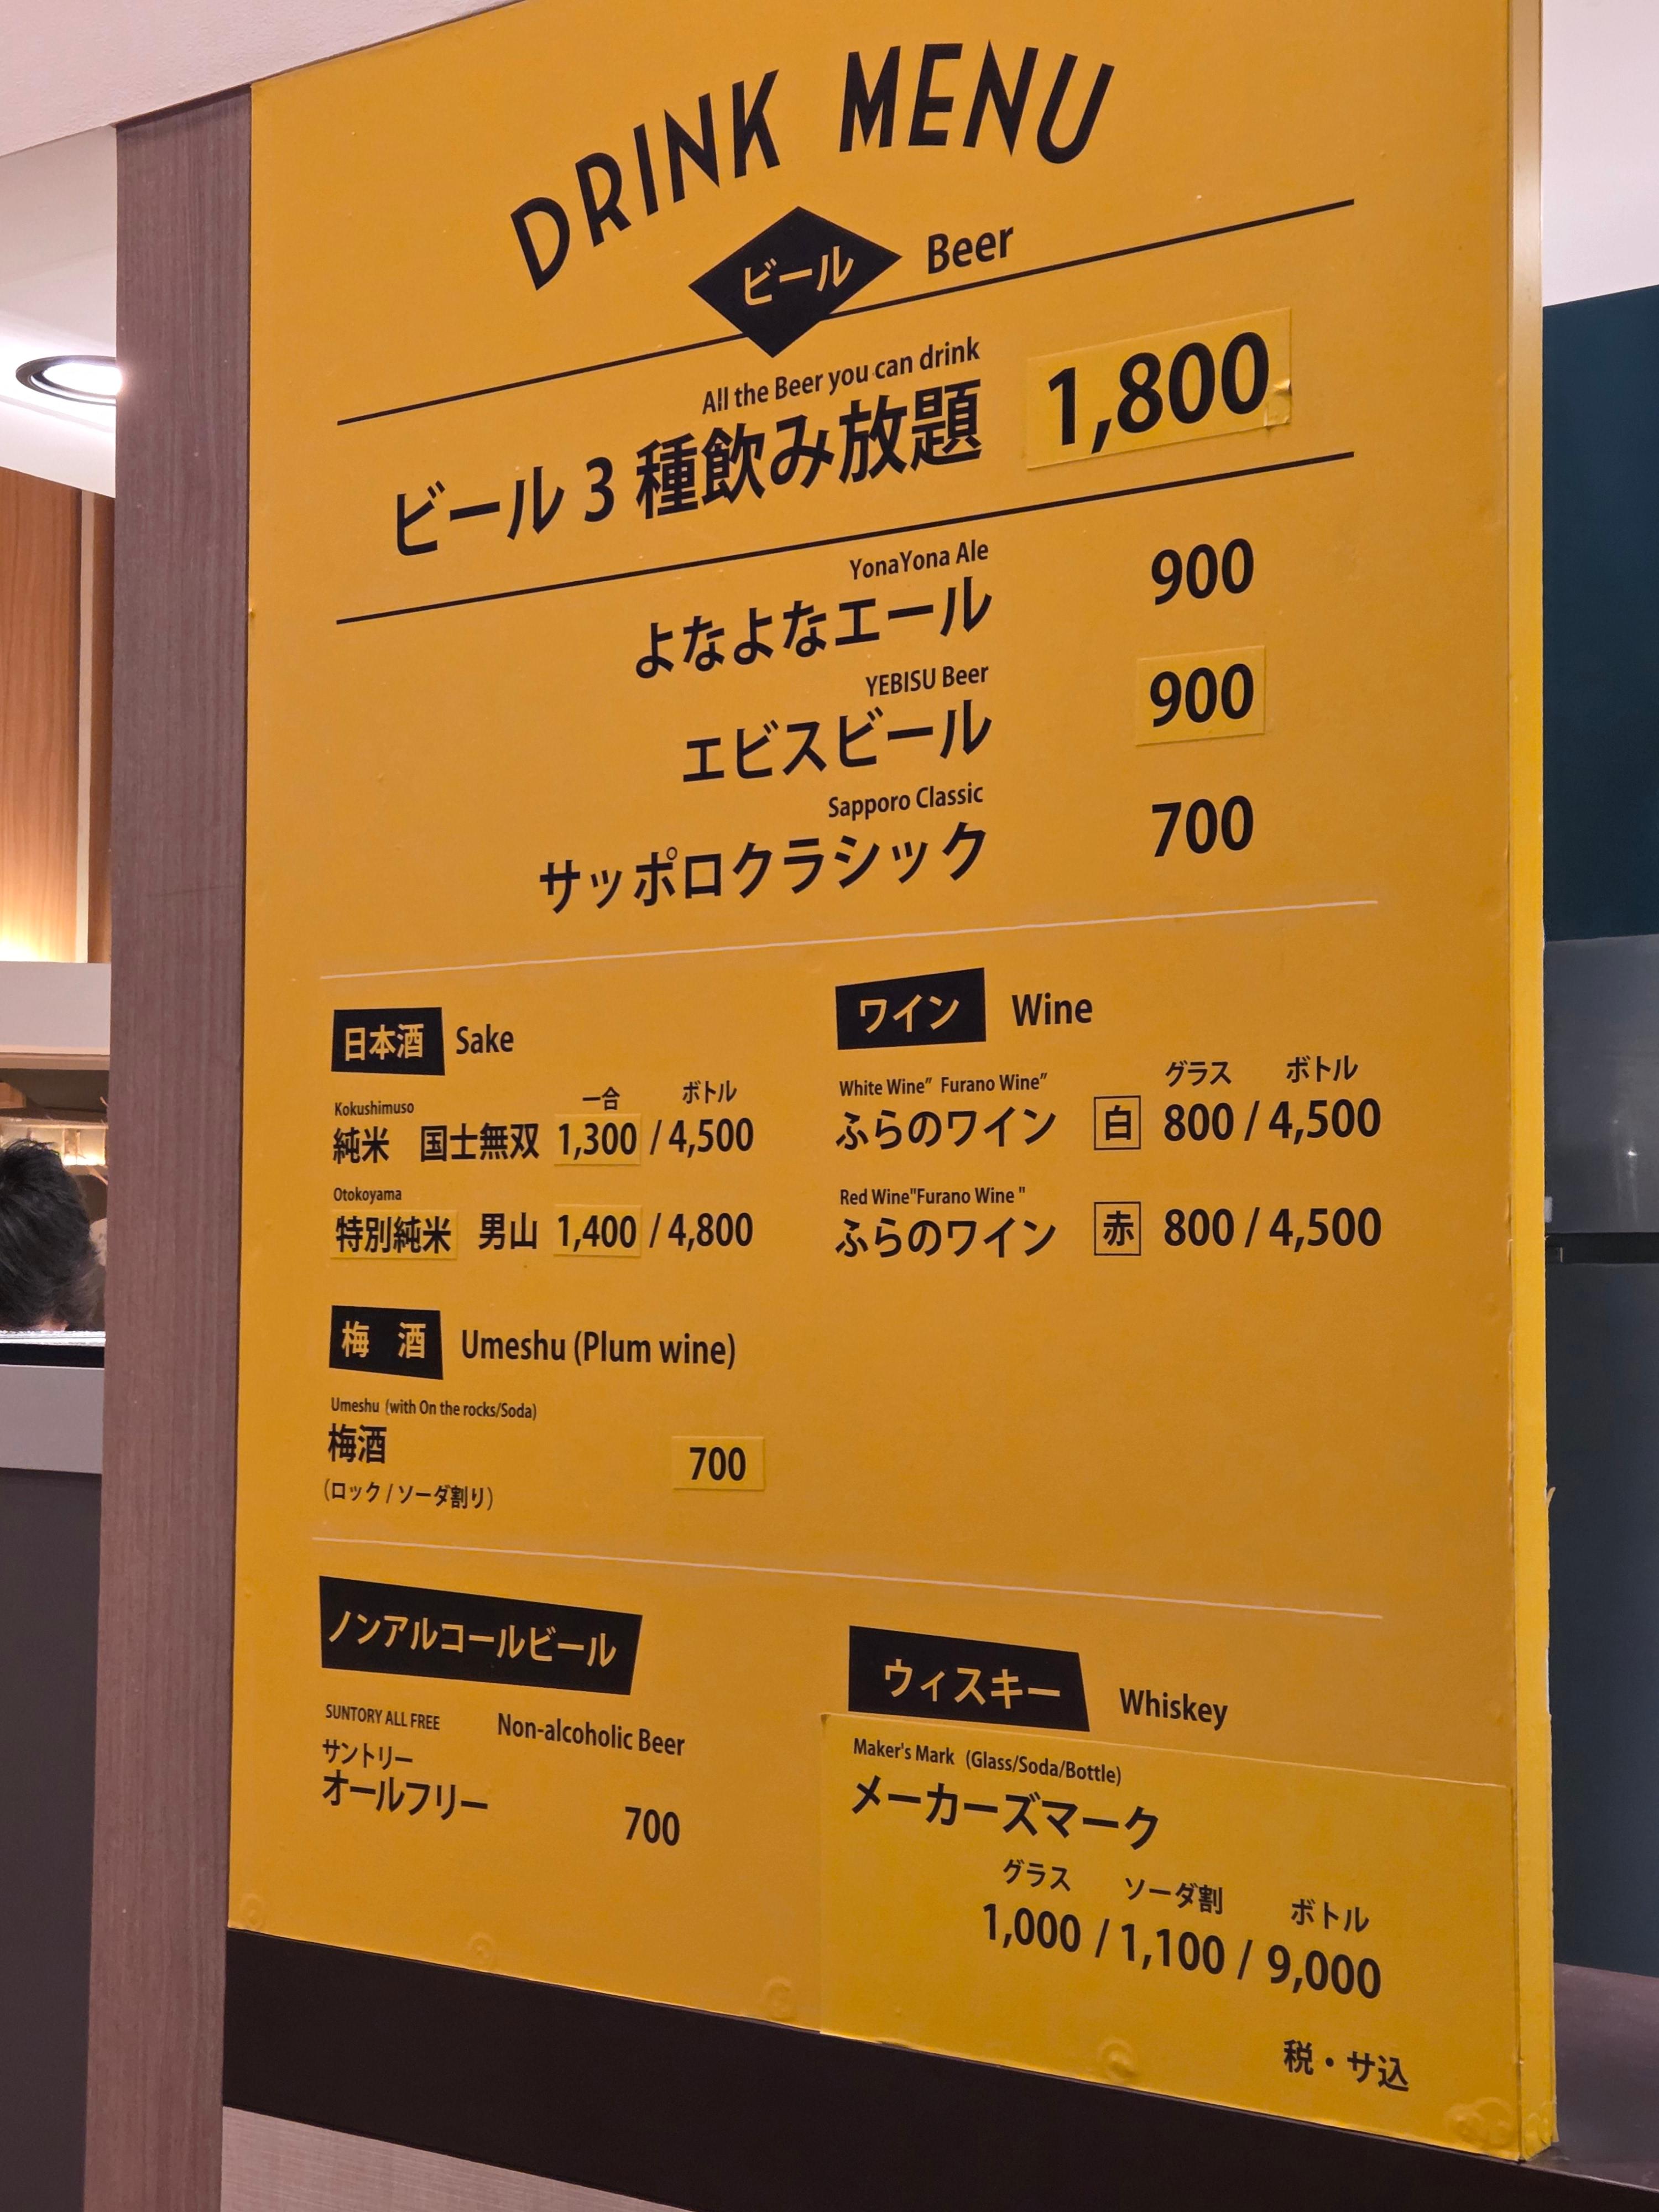 DRINK MENU
ビール Beer
All the Beer you can drink
ビール 3 種飲み放題 1,800
YonaYona Ale
よなよなエール 900
YEBISU Beer
エビスビール 900
Sapporo Classic
サッポロクラシック 700
日本酒 Sake
一合 ボトル
Kokushimuso
純米 国士無双 1,300 / 4,500
Otokoyama
特別純米 男山 1,400 / 4,800
ワイン Wine
グラス ボトル
White Wine” Furano Wine”
ふらのワイン 白 800 / 4,500
Red Wine"Furano Wine "
ふらのワイン 赤 800 / 4,500
梅 酒 Umeshu (Plum wine)
Umeshu (with On the rocks/Soda)
梅酒 700
(ロック / ソーダ割り)
ノンアルコールビール
SUNTORY ALL FREE Non-alcoholic Beer
サントリー
オールフリー 700
ウィスキー Whiskey
Maker's Mark (Glass/Soda/Bottle)
メーカーズマーク
グラス ソーダ割 ボトル
1,000 / 1,100 / 9,000
税・サ込